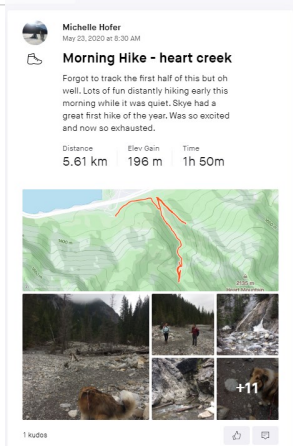 Michelle Hofer
May 23, 2020 at 8:30 AM
Morning Hike - heart creek
Forgot to track the first half of this but oh
well. Lots of fun distantly hiking early this
morning while it was quiet. Skye had a
great first hike of the year. Was so excited
and now so exhausted.
Distance Elev Gain Time
5.61 km 196 m 1h 50m
2135 m
Heart Mountain
+11
1 kudos